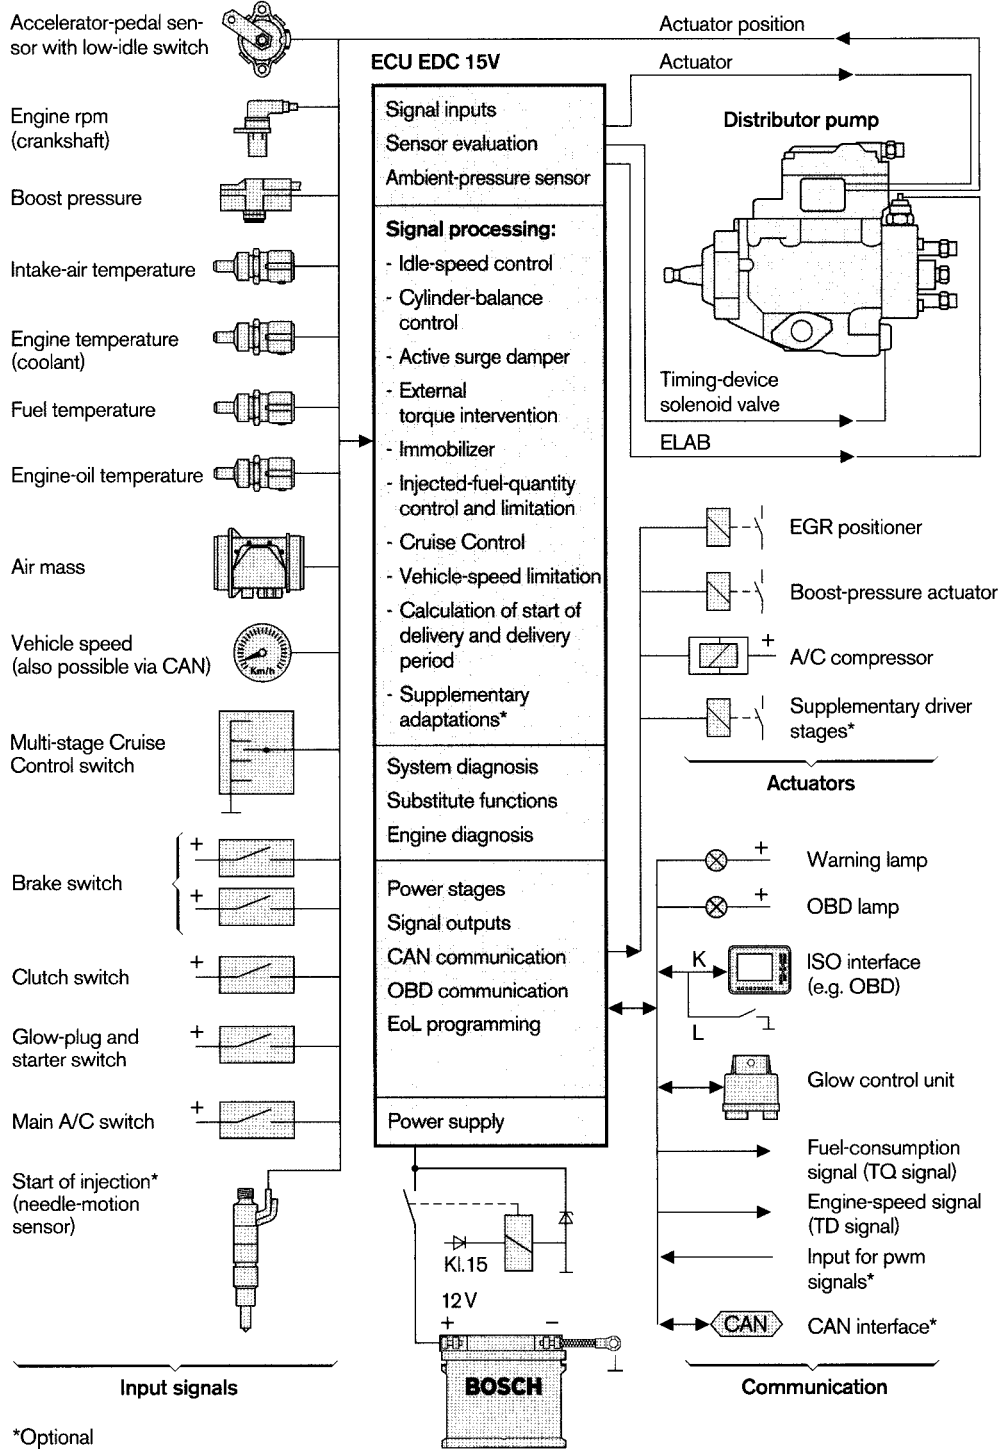 Accelerator-pedal sen-
sor with low-idle switch
Engine rpm
(crankshaft)
Boost pressure
Intake-air temperature
Engine temperature
(coolant)
Fuel temperature
Engine-oil temperature
Air mass
Vehicle speed
(also possible via CAN)
Km/h
Multi-stage Cruise
Control switch
+
Brake switch
+
+
Clutch switch
+
Glow-plug and
starter switch
+
Main A/C switch
Start of injection*
(needle-motion
sensor)
Input signals
*Optional
ECU EDC 15V
Signal inputs
Sensor evaluation
Ambient-pressure sensor
Signal processing:
- Idle-speed control
- Cylinder-balance
control
- Active surge damper
- External
torque intervention
- Immobilizer
- Injected-fuel-quantity
control and limitation
- Cruise Control
- Vehicle-speed limitation
- Calculation of start of
delivery and delivery
period
- Supplementary
adaptations*
System diagnosis
Substitute functions
Engine diagnosis
Power stages
Signal outputs
CAN communication
OBD communication
EoL programming
Power supply
Kl.15
12 V
+ −
BOSCH
Actuator position
Actuator
Distributor pump
Timing-device
solenoid valve
ELAB
EGR positioner
Boost-pressure actuator
+
A/C compressor
Supplementary driver
stages*
Actuators
+
Warning lamp
+
OBD lamp
K
ISO interface
(e.g. OBD)
L
Glow control unit
Fuel-consumption
signal (TQ signal)
Engine-speed signal
(TD signal)
Input for pwm
signals*
CAN
CAN interface*
Communication